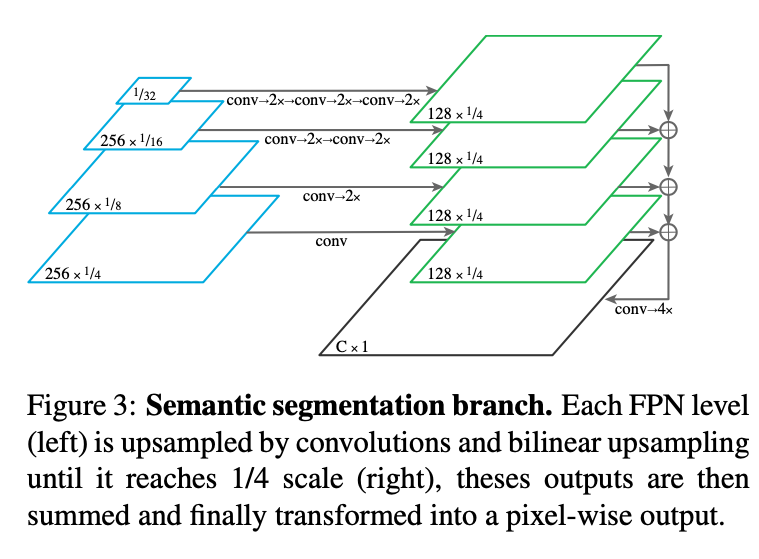 1/32
conv→2×→conv→2×→conv→2×
128 × 1/4
256 × 1/16
conv→2×→conv→2×
128 × 1/4
256 × 1/8
conv→2×
128 × 1/4
conv
256 × 1/4
128 × 1/4
conv→4×
C × 1
Figure 3: Semantic segmentation branch. Each FPN level
(left) is upsampled by convolutions and bilinear upsampling
until it reaches 1/4 scale (right), theses outputs are then
summed and finally transformed into a pixel-wise output.